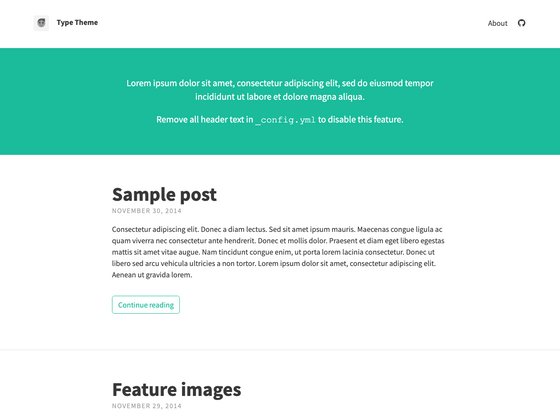 Type Theme
About
Lorem ipsum dolor sit amet, consectetur adipiscing elit, sed do eiusmod tempor
incididunt ut labore et dolore magna aliqua.
Remove all header text in _config.yml to disable this feature.
Sample post
NOVEMBER 30, 2014
Consectetur adipiscing elit. Donec a diam lectus. Sed sit amet ipsum mauris. Maecenas congue ligula ac
quam viverra nec consectetur ante hendrerit. Donec et mollis dolor. Praesent et diam eget libero egestas
mattis sit amet vitae augue. Nam tincidunt congue enim, ut porta lorem lacinia consectetur. Donec ut
libero sed arcu vehicula ultricies a non tortor. Lorem ipsum dolor sit amet, consectetur adipiscing elit.
Aenean ut gravida lorem.
Continue reading
Feature images
NOVEMBER 29, 2014